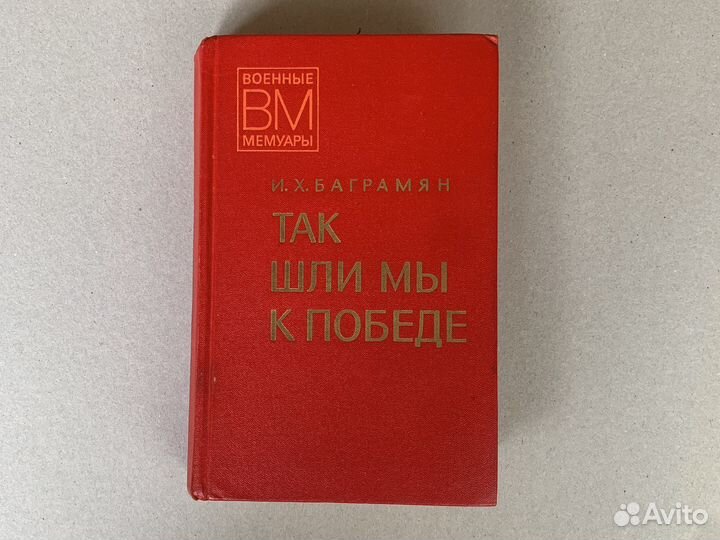 ВОЕННЫЕ
ВМ
МЕМУАРЫ
И. Х. БАГРАМЯН
ТАК
ШЛИ МЫ
К ПОБЕДЕ
Avito